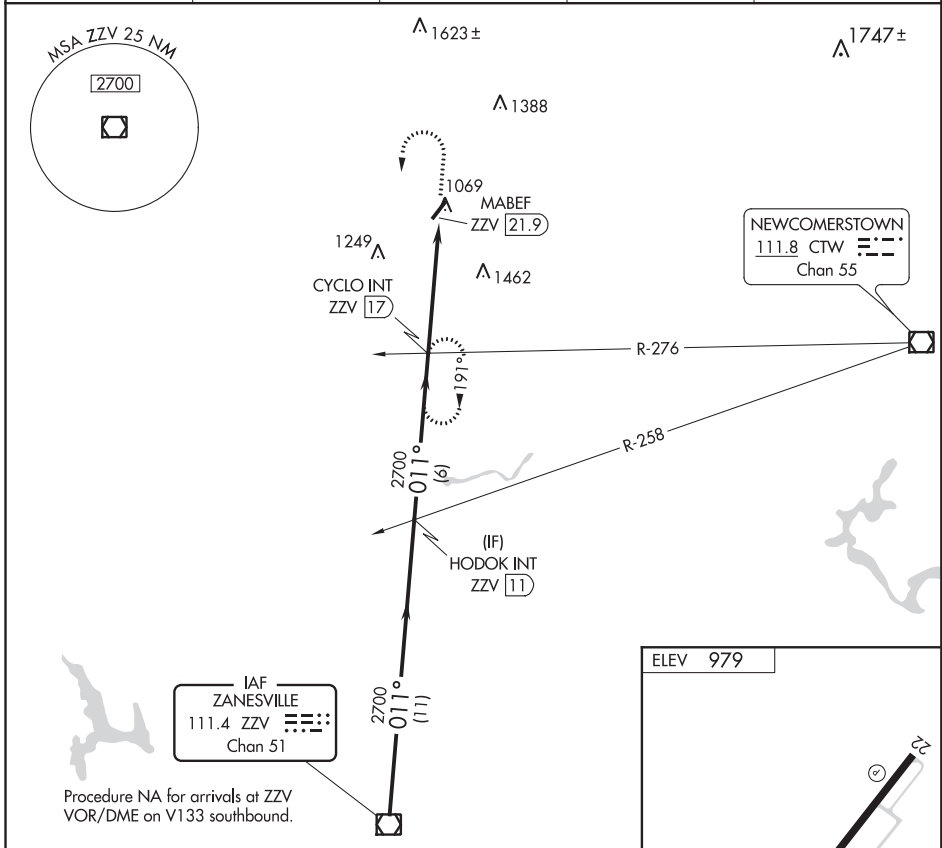 MSA ZZV 25 NM
2700
1623±
1747±
1388
1069
MABEF
ZZV 21.9
1249
1462
CYCLO INT
ZZV 17
NEWCOMERSTOWN
111.8 CTW
Chan 55
R-276
191°
R-258
2700
011°
(6)
(IF)
HODOK INT
ZZV 11
ELEV 979
IAF
ZANESVILLE
111.4 ZZV
Chan 51
2700
011°
(11)
22
Procedure NA for arrivals at ZZV
VOR/DME on V133 southbound.